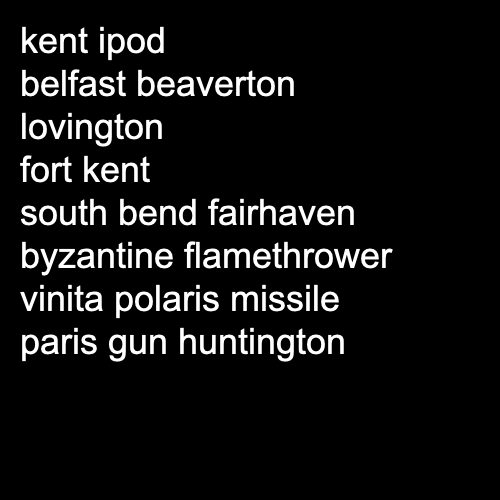 kent ipod
belfast beaverton
lovington
fort kent
south bend fairhaven
byzantine flamethrower
vinita polaris missile
paris gun huntington